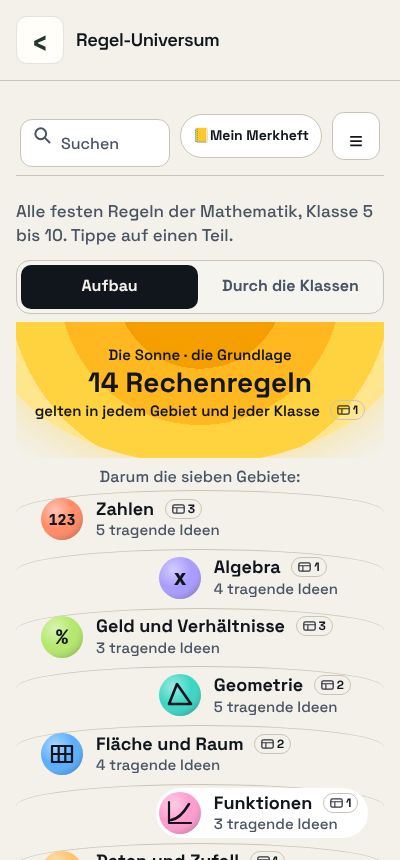 <
Regel-Universum
Suchen
📒Mein Merkheft
≡
Alle festen Regeln der Mathematik, Klasse 5
bis 10. Tippe auf einen Teil.
Aufbau
Durch die Klassen
Die Sonne · die Grundlage
14 Rechenregeln
gelten in jedem Gebiet und jeder Klasse 1
Darum die sieben Gebiete:
123
Zahlen 3
5 tragende Ideen
x
Algebra 1
4 tragende Ideen
%
Geld und Verhältnisse 3
3 tragende Ideen
Geometrie 2
5 tragende Ideen
Fläche und Raum 2
4 tragende Ideen
Funktionen 1
3 tragende Ideen
Daten und Zufall